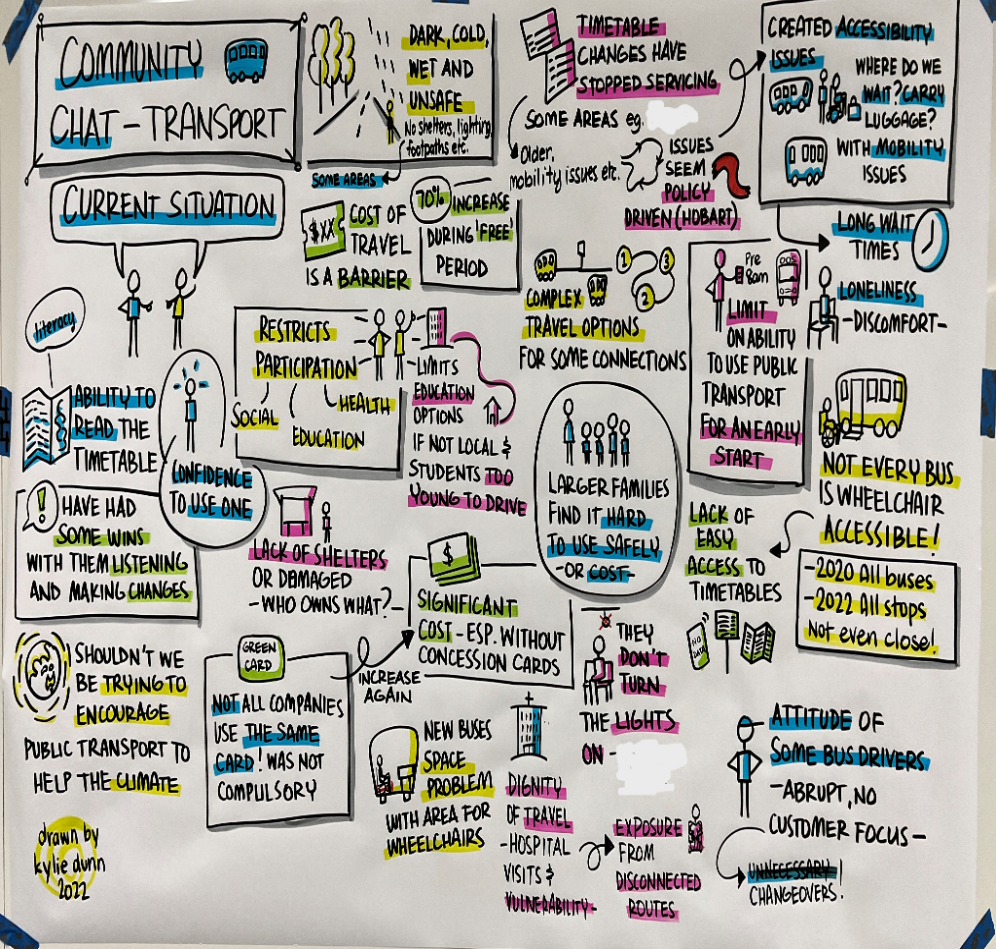 COMMUNITY
CHAT - TRANSPORT
DARK, COLD,
WET AND
UNSAFE
No shelters, lighting,
footpaths etc.
SOME AREAS
TIMETABLE
CHANGES HAVE
STOPPED SERVICING
SOME AREAS eg.
Older,
mobility issues etc.
ISSUES
SEEM
POLICY
DRIVEN (HOBART)
CREATED ACCESSIBILITY
ISSUES
WHERE DO WE
WAIT? CARRY
LUGGAGE?
WITH MOBILITY
ISSUES
CURRENT SITUATION
$XX
COST OF
TRAVEL
IS A BARRIER
70% INCREASE
DURING 'FREE'
PERIOD
COMPLEX
TRAVEL OPTIONS
FOR SOME CONNECTIONS
1
2
3
Pre
8am
LIMIT
ON ABILITY
TO USE PUBLIC
TRANSPORT
FOR AN EARLY
START
LONG WAIT
TIMES
LONELINESS
-DISCOMFORT-
literacy
ABILITY TO
READ THE
TIMETABLE
CONFIDENCE
TO USE ONE
RESTRICTS
PARTICIPATION
SOCIAL
EDUCATION
HEALTH
-LIMITS
EDUCATION
OPTIONS
IF NOT LOCAL &
STUDENTS TOO
YOUNG TO DRIVE
LARGER FAMILIES
FIND IT HARD
TO USE SAFELY
-OR COST-
NOT EVERY BUS
IS WHEELCHAIR
ACCESSIBLE!
-2020 All buses
-2022 All stops
Not even close!
!
HAVE HAD
SOME WINS
WITH THEM LISTENING
AND MAKING CHANGES
LACK OF SHELTERS
OR DAMAGED
-WHO OWNS WHAT?-
$
SIGNIFICANT
COST - ESP. WITHOUT
CONCESSION CARDS
INCREASE
AGAIN
LACK OF
EASY
ACCESS TO
TIMETABLES
NO
DATA!
SHOULDN'T WE
BE TRYING TO
ENCOURAGE
PUBLIC TRANSPORT TO
HELP THE CLIMATE
GREEN
CARD
NOT ALL COMPANIES
USE THE SAME
CARD! WAS NOT
COMPULSORY
NEW BUSES
SPACE
PROBLEM
WITH AREA FOR
WHEELCHAIRS
THEY
DON'T
TURN
THE LIGHTS
ON -
DIGNITY
OF TRAVEL
-HOSPITAL
VISITS &
VULNERABILITY-
EXPOSURE
FROM
DISCONNECTED
ROUTES
ATTITUDE OF
SOME BUS DRIVERS
-ABRUPT, NO
CUSTOMER FOCUS-
UNNECESSARY!
CHANGEOVERS!
drawn by
kylie dunn
2022